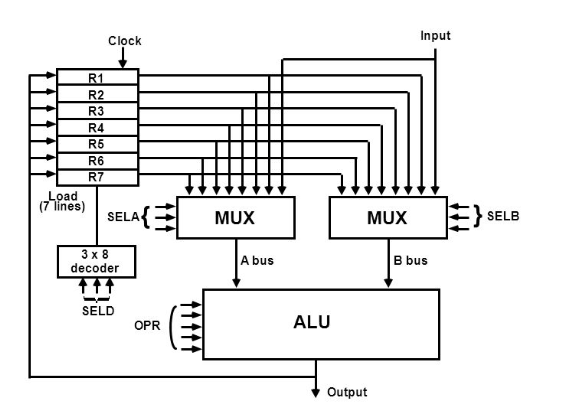 Clock
Input
R1
R2
R3
R4
R5
R6
R7
Load
(7 lines)
SELA {
MUX
MUX
} SELB
3 x 8
decoder
A bus
B bus
SELD
OPR
ALU
Output